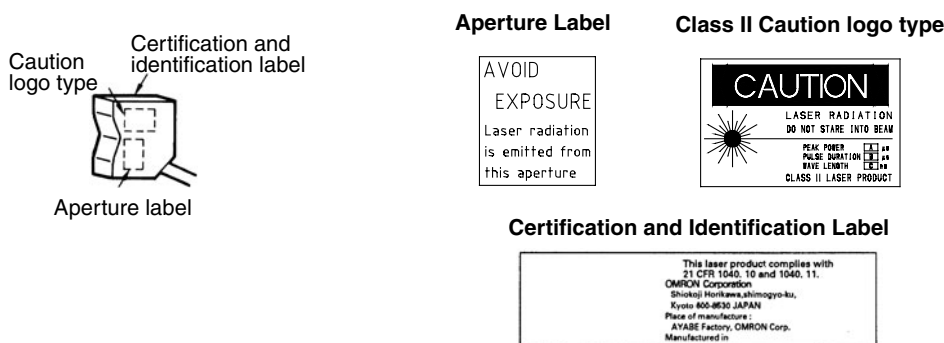 Caution
logo type
Certification and
identification label
Aperture label
Aperture Label
AVOID
EXPOSURE
Laser radiation
is emitted from
this aperture
Class II Caution logo type
CAUTION
LASER RADIATION
DO NOT STARE INTO BEAM
PEAK POWER A
PULSE DURATION B
WAVE LENGTH C
CLASS II LASER PRODUCT
Certification and Identification Label
This laser product complies with
21 CFR 1040. 10 and 1040. 11.
OMRON Corporation
Shiokoji Horikawa,shimogyo-ku,
Kyoto 600-8530 JAPAN
Place of manufacture :
AYABE Factory, OMRON Corp.
Manufactured in